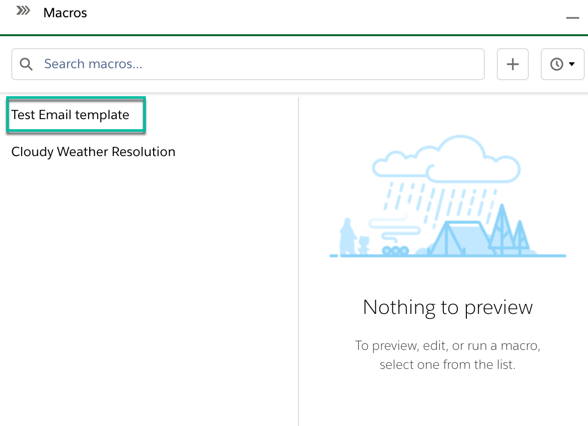 Macros
Search macros...
Test Email template
Cloudy Weather Resolution
Nothing to preview
To preview, edit, or run a macro,
select one from the list.